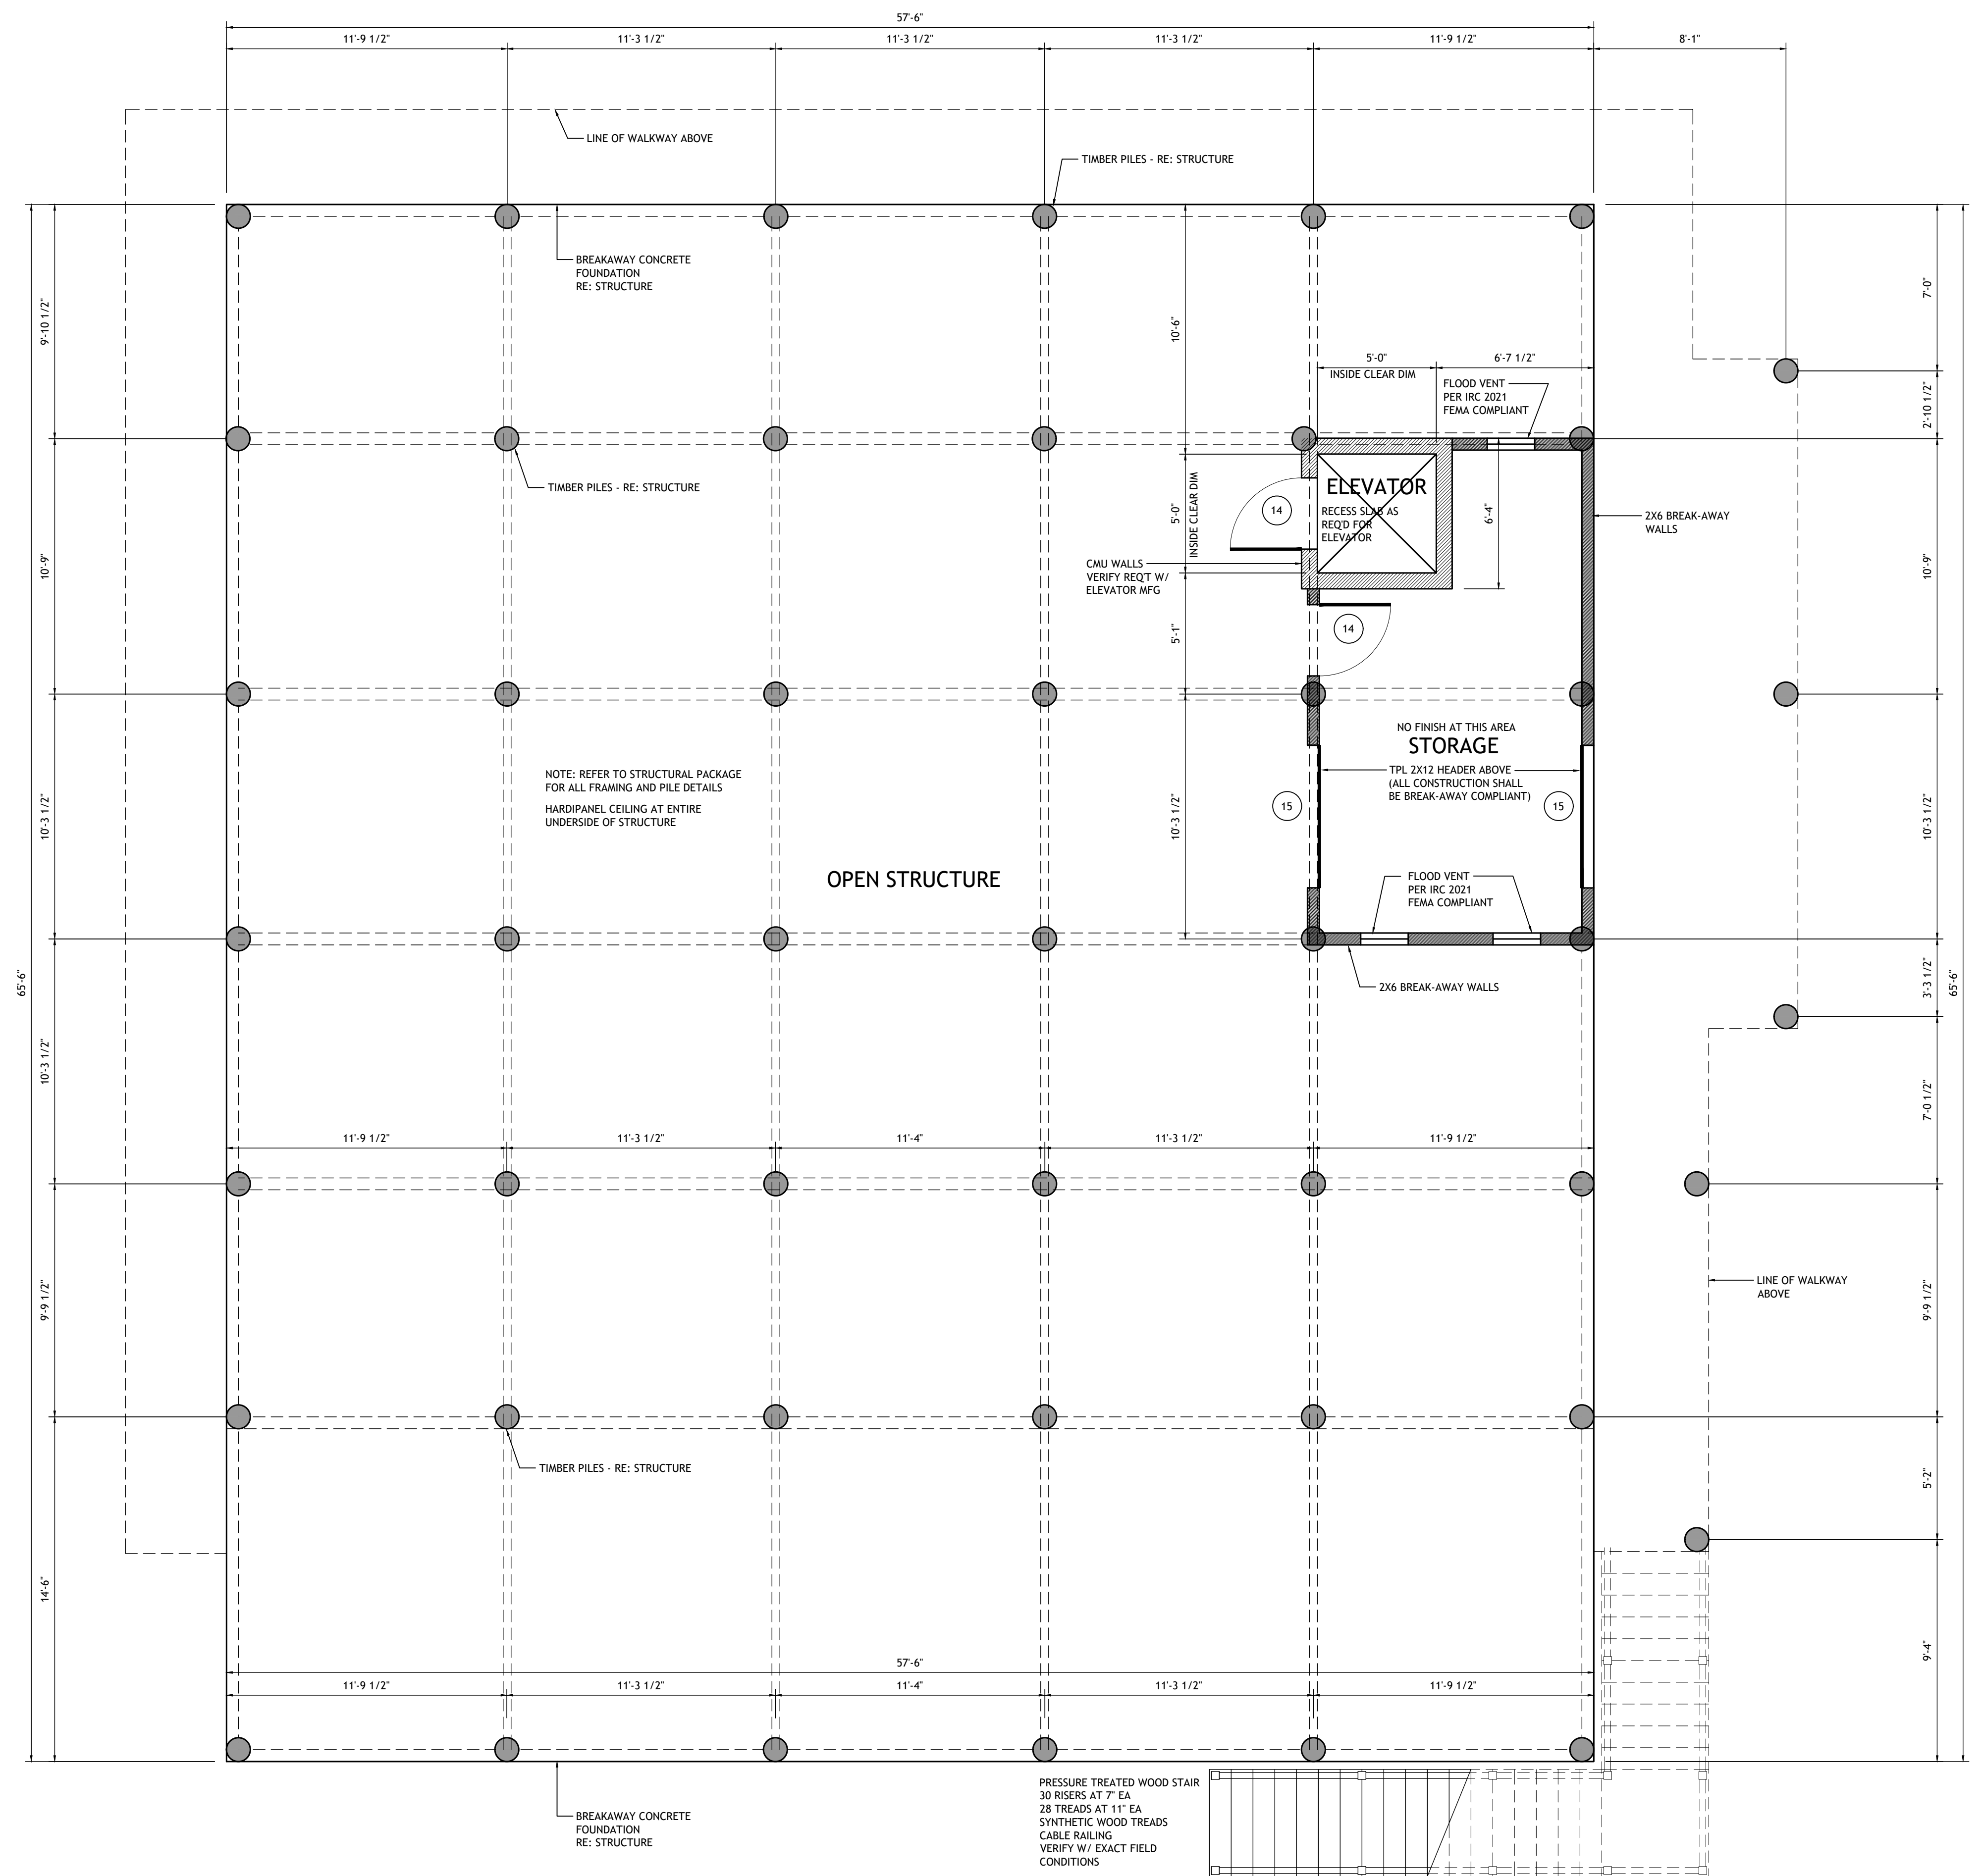 57'-6"
11'-9 1/2"
11'-3 1/2"
11'-3 1/2"
11'-3 1/2"
11'-9 1/2"
8'-1"
LINE OF WALKWAY ABOVE
TIMBER PILES - RE: STRUCTURE
BREAKAWAY CONCRETE
FOUNDATION
RE: STRUCTURE
9'-10 1/2"
10'-6"
7'-0"
5'-0"
INSIDE CLEAR DIM
6'-7 1/2"
FLOOD VENT
PER IRC 2021
FEMA COMPLIANT
2'-10 1/2"
TIMBER PILES - RE: STRUCTURE
ELEVATOR
RECESS SLAB AS
REQ'D FOR
ELEVATOR
14
5'-0"
INSIDE CLEAR DIM
6'-4"
2X6 BREAK-AWAY
WALLS
10'-9"
CMU WALLS
VERIFY REQ'T W/
ELEVATOR MFG
10'-9"
5'-1"
14
NO FINISH AT THIS AREA
STORAGE
TPL 2X12 HEADER ABOVE
(ALL CONSTRUCTION SHALL
BE BREAK-AWAY COMPLIANT)
NOTE: REFER TO STRUCTURAL PACKAGE
FOR ALL FRAMING AND PILE DETAILS
HARDIPANEL CEILING AT ENTIRE
UNDERSIDE OF STRUCTURE
10'-3 1/2"
10'-3 1/2"
15
15
10'-3 1/2"
OPEN STRUCTURE
FLOOD VENT
PER IRC 2021
FEMA COMPLIANT
65'-6"
3'-3 1/2"
65'-6"
2X6 BREAK-AWAY WALLS
10'-3 1/2"
7'-0 1/2"
11'-9 1/2"
11'-3 1/2"
11'-4"
11'-3 1/2"
11'-9 1/2"
9'-9 1/2"
9'-9 1/2"
LINE OF WALKWAY
ABOVE
TIMBER PILES - RE: STRUCTURE
5'-2"
14'-6"
9'-4"
57'-6"
11'-9 1/2"
11'-3 1/2"
11'-4"
11'-3 1/2"
11'-9 1/2"
BREAKAWAY CONCRETE
FOUNDATION
RE: STRUCTURE
PRESSURE TREATED WOOD STAIR
30 RISERS AT 7" EA
28 TREADS AT 11" EA
SYNTHETIC WOOD TREADS
CABLE RAILING
VERIFY W/ EXACT FIELD
CONDITIONS